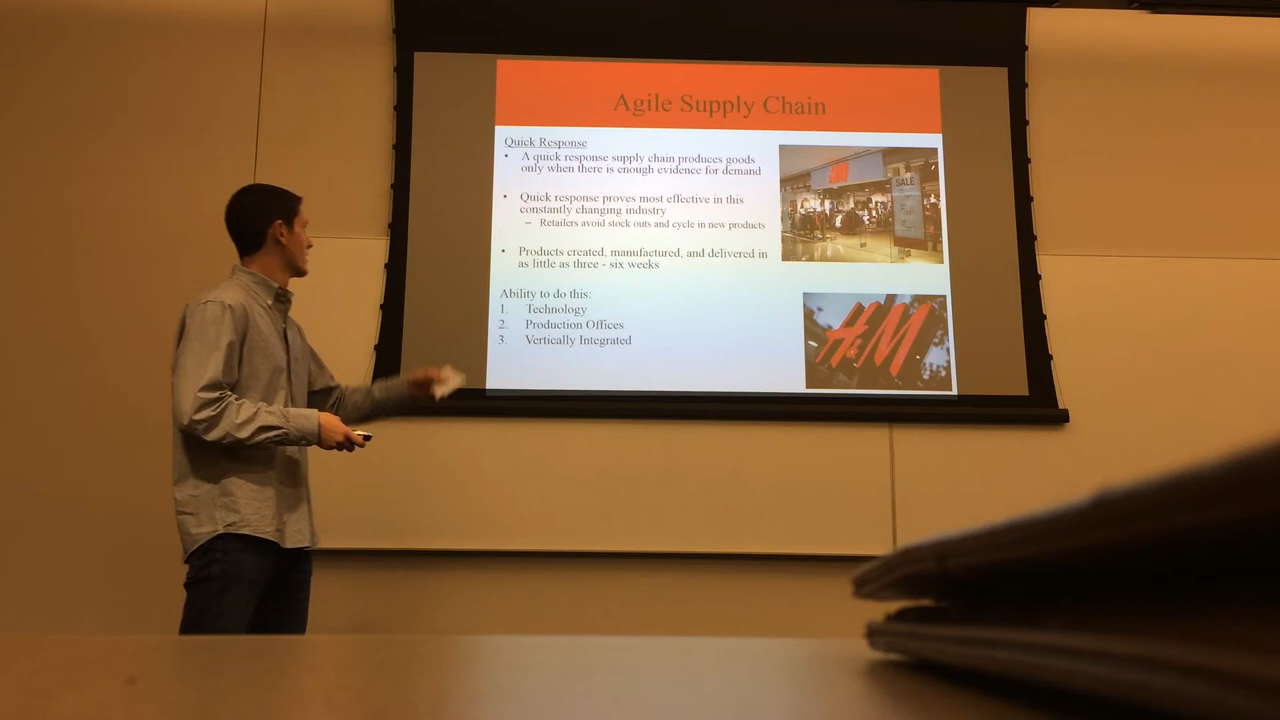 Agile Supply Chain
Quick Response
• A quick response supply chain produces goods
only when there is enough evidence for demand
• Quick response proves most effective in this
constantly changing industry
– Retailers avoid stock outs and cycle in new products
• Products created, manufactured, and delivered in
as little as three - six weeks
Ability to do this:
1. Technology
2. Production Offices
3. Vertically Integrated
H&M
SALE
H&M